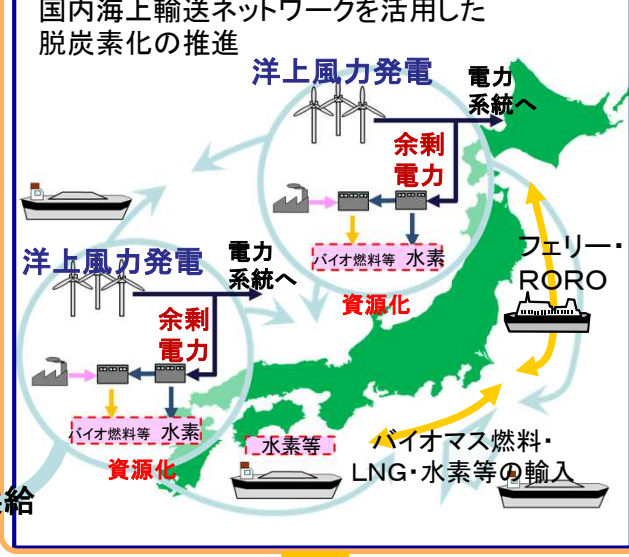 国内海上輸送ネットワークを活用した
脱炭素化の推進
洋上風力発電
電力
系統へ
余剰
電力
バイオ燃料等 水素
資源化
フェリー・
RORO
洋上風力発電
電力
系統へ
余剰
電力
バイオ燃料等 水素
資源化
水素等
バイオマス燃料・
LNG・水素等の輸入
給